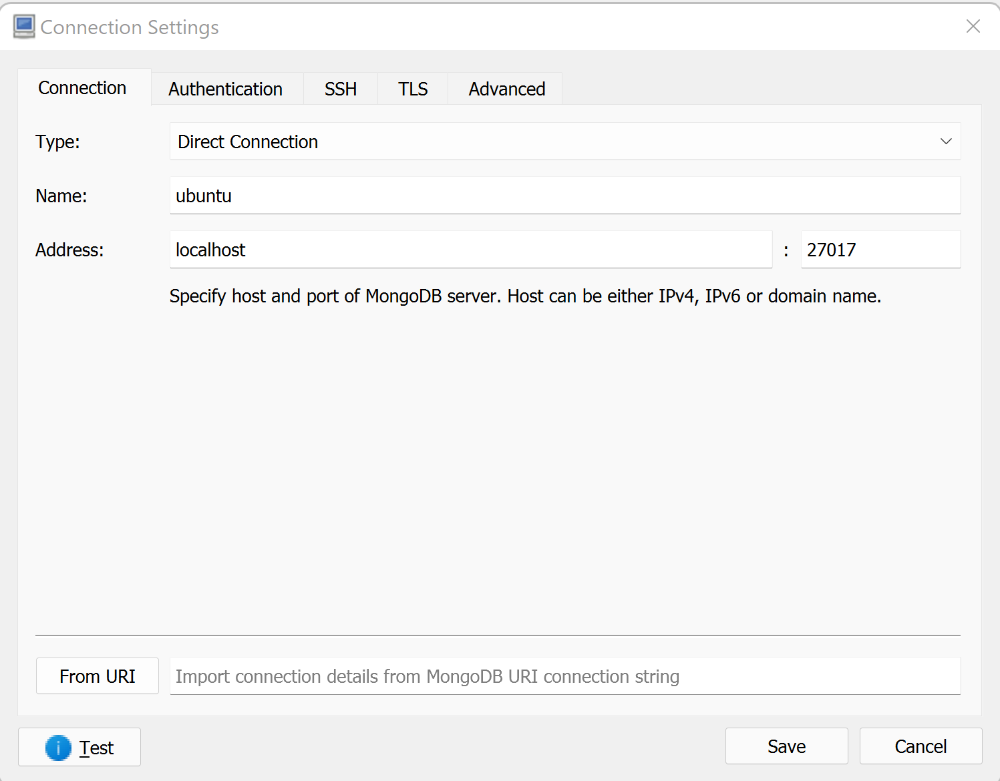 Connection Settings
Connection Authentication SSH TLS Advanced
Type: Direct Connection
Name: ubuntu
Address: localhost : 27017
Specify host and port of MongoDB server. Host can be either IPv4, IPv6 or domain name.
From URI Import connection details from MongoDB URI connection string
Test Save Cancel